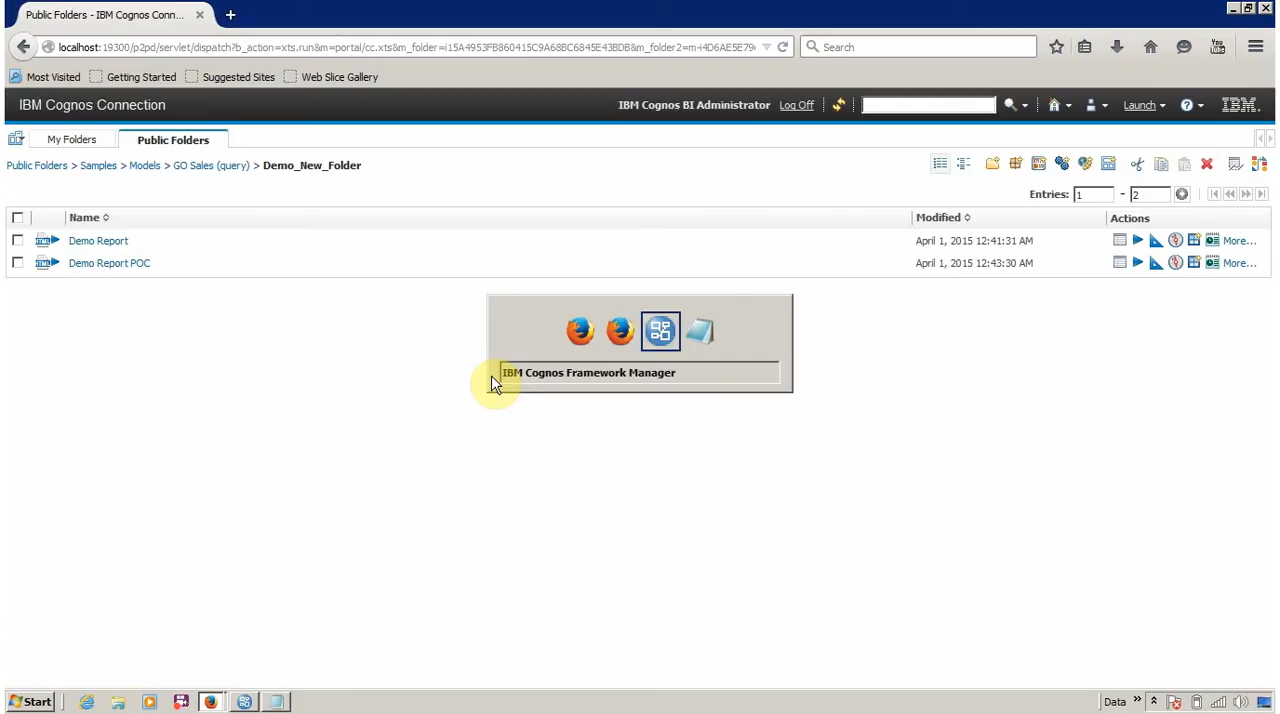 Public Folders - IBM Cognos Conn...
localhost:19300/p2pd/servlet/dispatch?b_action=xts.run&m=portal/cc.xts&m_folder=i15A4953FB860415C9A68BC6845E43BDB&m_folder2=m-i4D6AE5E79(
Search
Most Visited Getting Started Suggested Sites Web Slice Gallery
IBM Cognos Connection
IBM Cognos BI Administrator Log Off Launch IBM.
My Folders Public Folders
Public Folders > Samples > Models > GO Sales (query) > Demo_New_Folder
Entries: 1 - 2
Name Modified Actions
Demo Report April 1, 2015 12:41:31 AM More...
Demo Report POC April 1, 2015 12:43:30 AM More...
IBM Cognos Framework Manager
Start Data